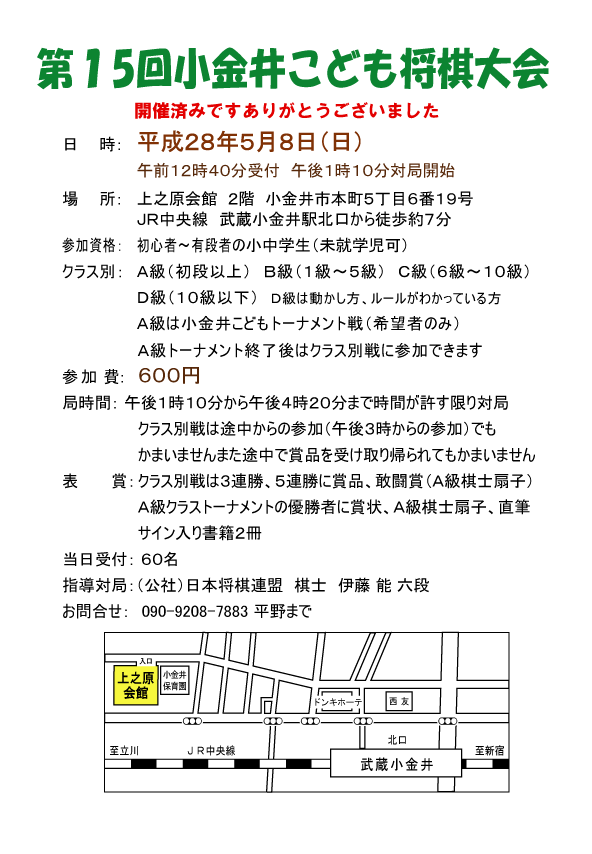 第15回小金井こども将棋大会
開催済みですありがとうございました
日　時：　平成28年5月8日（日）
午前12時40分受付　午後1時10分対局開始
場　所：　上之原会館　2階　小金井市本町5丁目6番19号
JR中央線　武蔵小金井駅北口から徒歩約7分
参加資格：　初心者～有段者の小中学生（未就学児可）
クラス別：　A級（初段以上）　B級（1級～5級）　C級（6級～10級）
D級（10級以下）　D級は動かし方、ルールがわかっている方
A級は小金井こどもトーナメント戦（希望者のみ）
A級トーナメント終了後はクラス別戦に参加できます
参 加 費：　600円
局時間：　午後1時10分から午後4時20分まで時間が許す限り対局
クラス別戦は途中からの参加（午後3時からの参加）でも
かまいませんまた途中で賞品を受け取り帰られてもかまいません
表　　賞：クラス別戦は3連勝、5連勝に賞品、敢闘賞（A級棋士扇子）
A級クラストーナメントの優勝者に賞状、A級棋士扇子、直筆
サイン入り書籍2冊
当日受付：　60名
指導対局：（公社）日本将棋連盟　棋士　伊藤 能 六段
お問合せ：　090-9208-7883 平野まで
入口
上之原
会館
小金井
保育園
ドンキホーテ
西 友
北口
至立川
JR中央線
武蔵小金井
至新宿